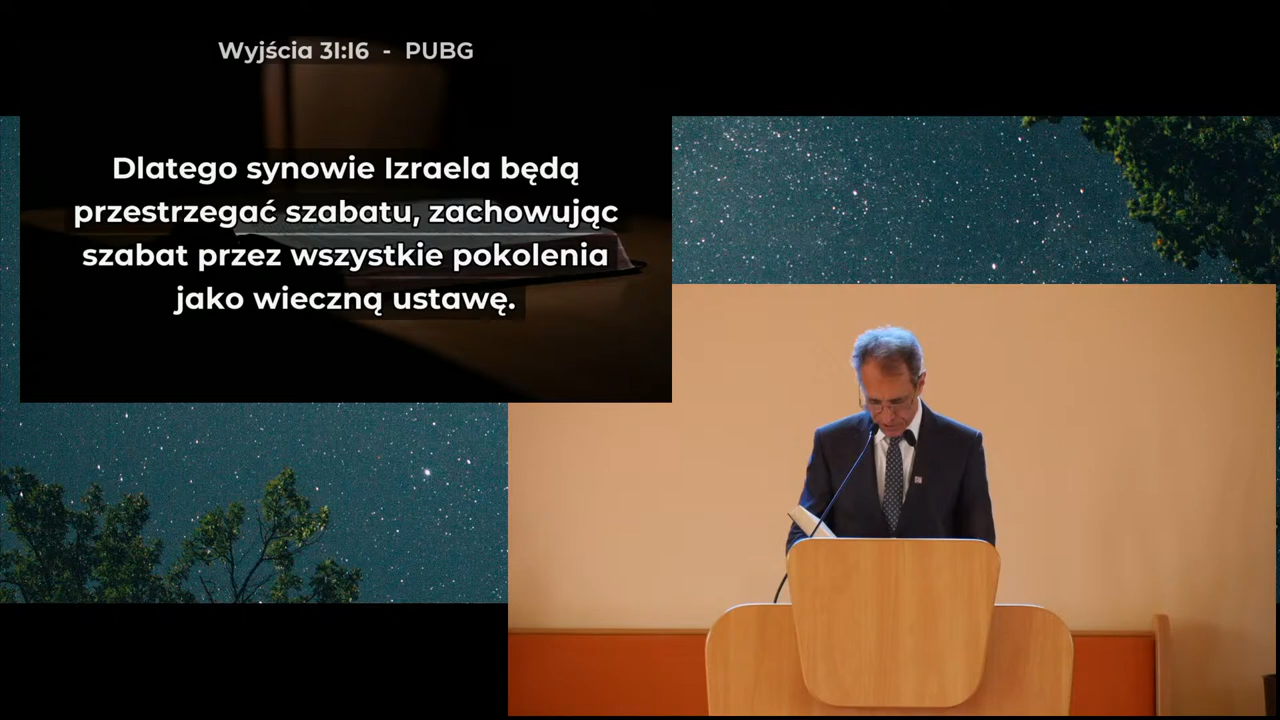 Wyjścia 31:16 - PUBG
Dlatego synowie Izraela będą
przestrzegać szabatu, zachowując
szabat przez wszystkie pokolenia
jako wieczną ustawę.